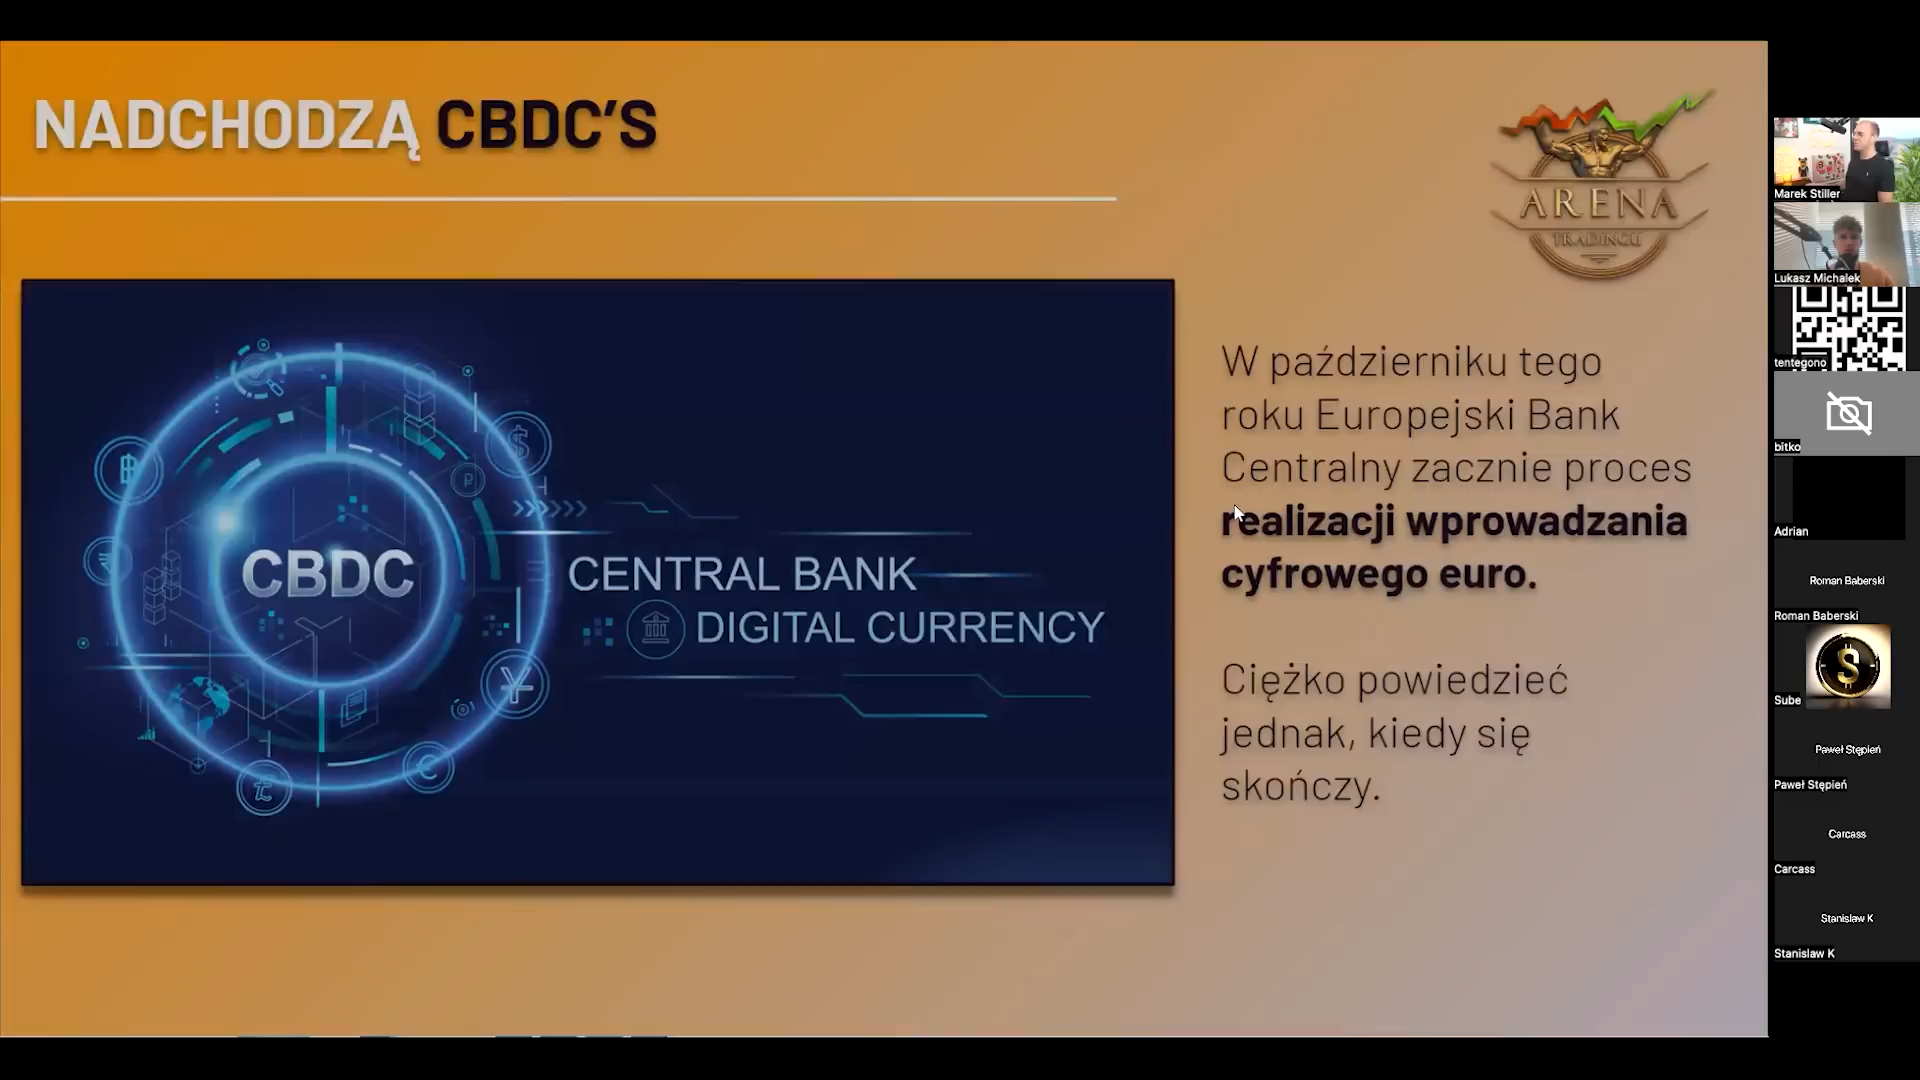 NADCHODZĄ CBDC'S
ARENA
TRADINGU
CBDC
CENTRAL BANK
DIGITAL CURRENCY
W październiku tego
roku Europejski Bank
Centralny zacznie proces
realizacji wprowadzania
cyfrowego euro.
Ciężko powiedzieć
jednak, kiedy się
skończy.
Marek Stiller
Lukasz Michalek
tentegono
bitko
Adrian
Roman Baberski
Roman Baberski
Sube
Paweł Stępień
Paweł Stępień
Carcass
Carcass
Stanislaw K
Stanislaw K